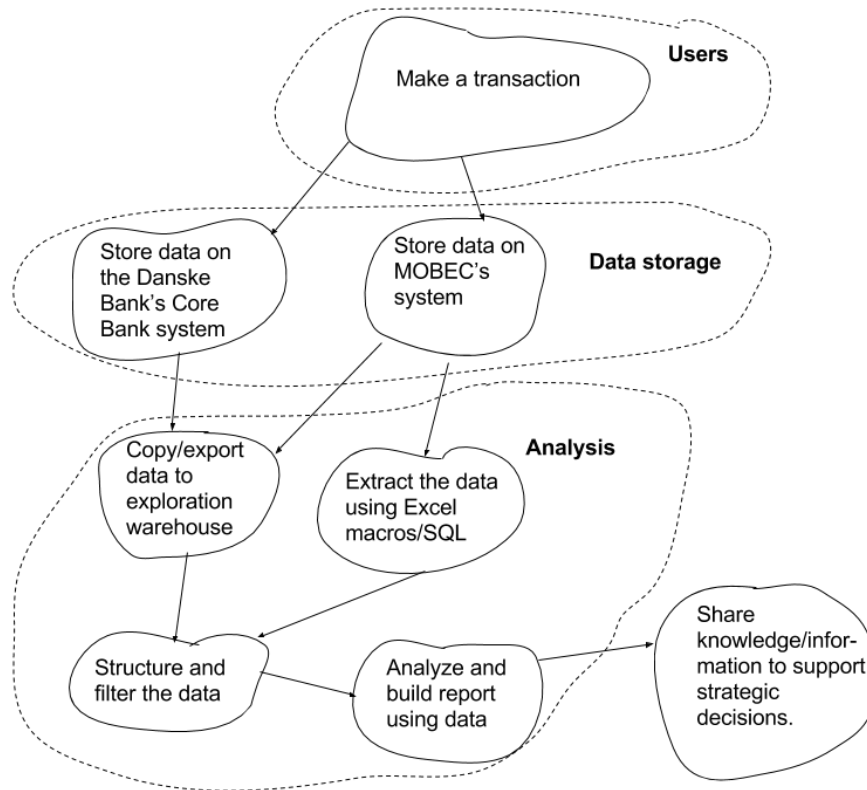 Users
Make a transaction
Store data on
the Danske
Bank's Core
Bank system
Store data on
MOBEC's
system
Data storage
Copy/export
data to
exploration
warehouse
Extract the data
using Excel
macros/SQL
Analysis
Structure and
filter the data
Analyze and
build report
using data
Share
knowledge/infor-
mation to support
strategic
decisions.